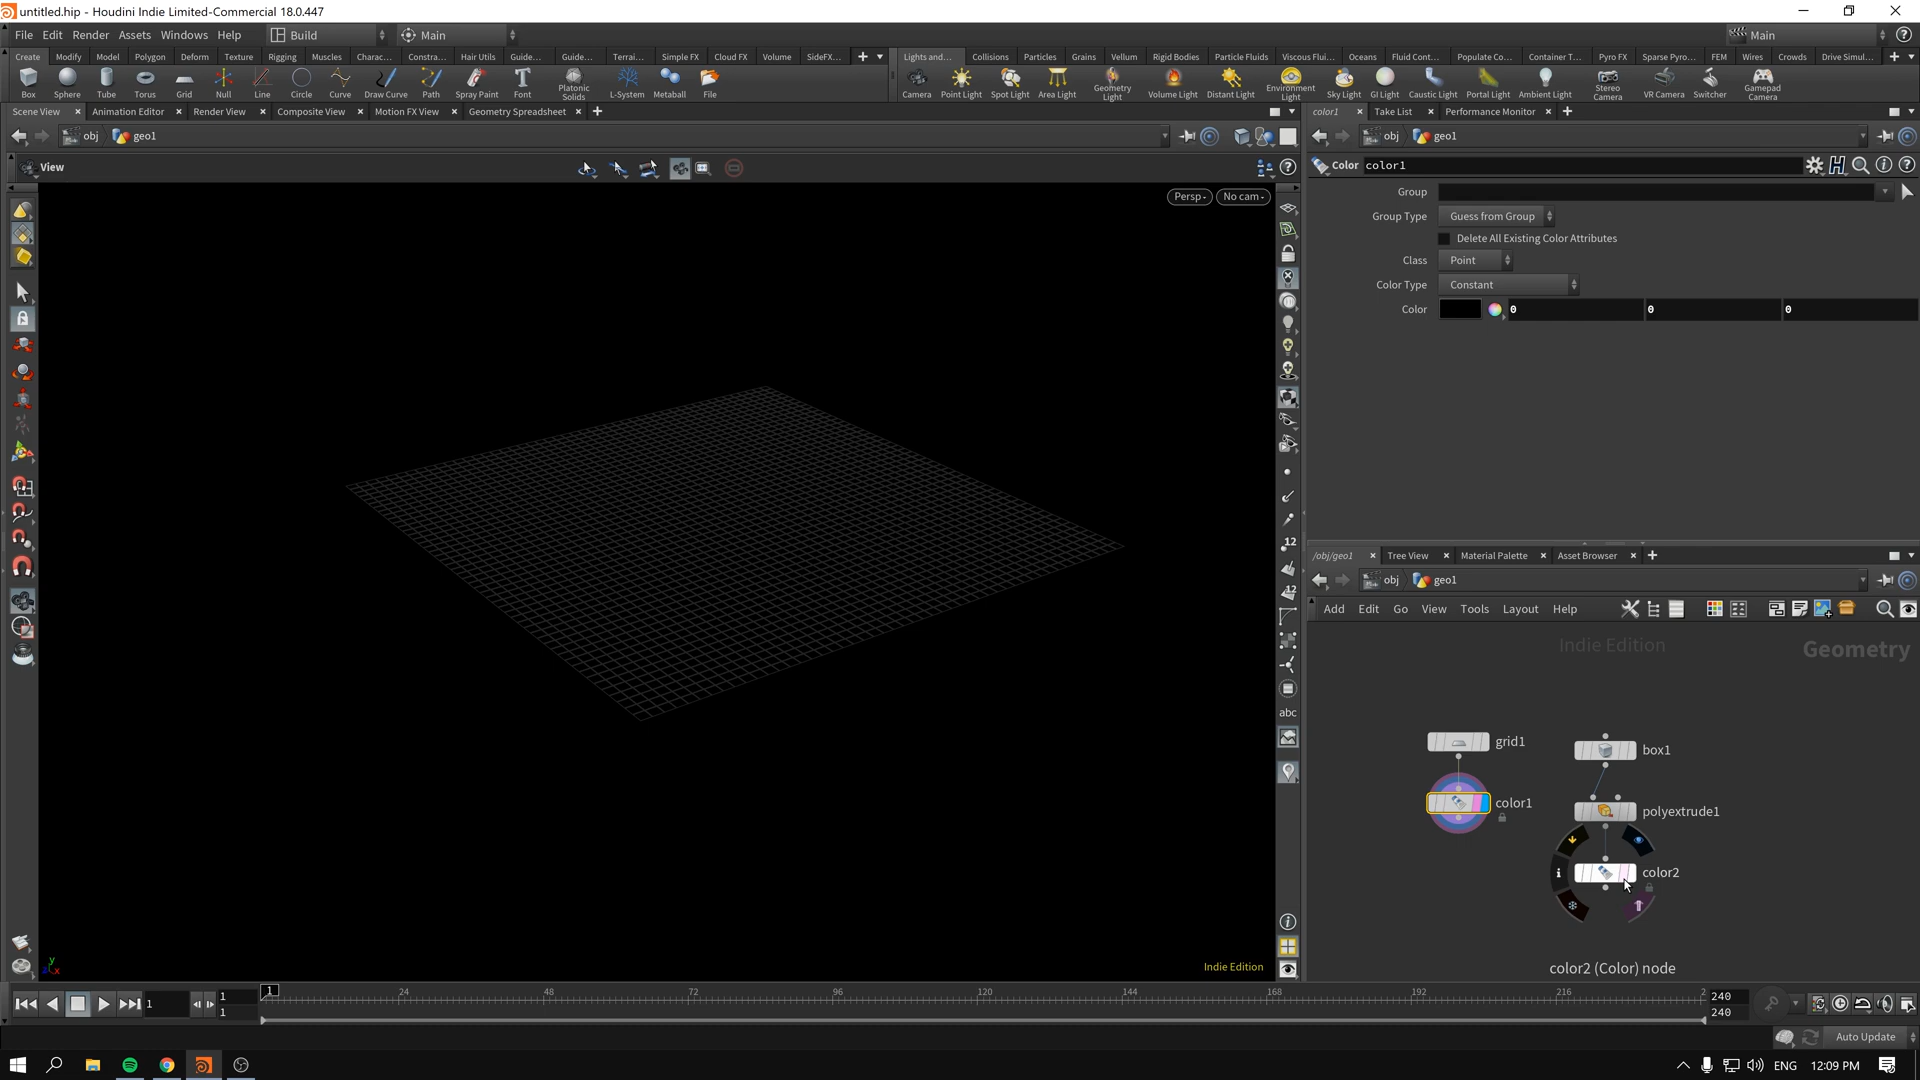 untitled.hip - Houdini Indie Limited-Commercial 18.0.447
File Edit Render Assets Windows Help Build Main Main
Create Modify Model Polygon Deform Texture Rigging Muscles Charac... Constra... Hair Utils Guide... Guide... Terrai... Simple FX Cloud FX Volume SideFX...
Lights and... Collisions Particles Grains Vellum Rigid Bodies Particle Fluids Viscous Flui... Oceans Fluid Cont... Populate Co... Container T... Pyro FX Sparse Pyro... FEM Wires Crowds Drive Simul...
Box Sphere Tube Torus Grid Null Line Circle Curve Draw Curve Path Spray Paint Font Platonic Solids L-System Metaball File
Camera Point Light Spot Light Area Light Geometry Light Volume Light Distant Light Environment Light Sky Light GI Light Caustic Light Portal Light Ambient Light Stereo Camera VR Camera Switcher Gamepad Camera
Scene View Animation Editor Render View Composite View Motion FX View Geometry Spreadsheet
color1 Take List Performance Monitor
obj geo1
obj geo1
View
Color color1
Persp No cam
Group
Group Type Guess from Group
Delete All Existing Color Attributes
Class Point
Color Type Constant
Color 0 0 0
12
12
abc
/obj/geo1 Tree View Material Palette Asset Browser
obj geo1
Add Edit Go View Tools Layout Help
Indie Edition
Geometry
grid1
box1
color1
polyextrude1
color2
color2 (Color) node
y
x
Indie Edition
1 1 1 1 24 48 72 96 120 144 168 192 216 2 240
240
Auto Update
ENG 12:09 PM